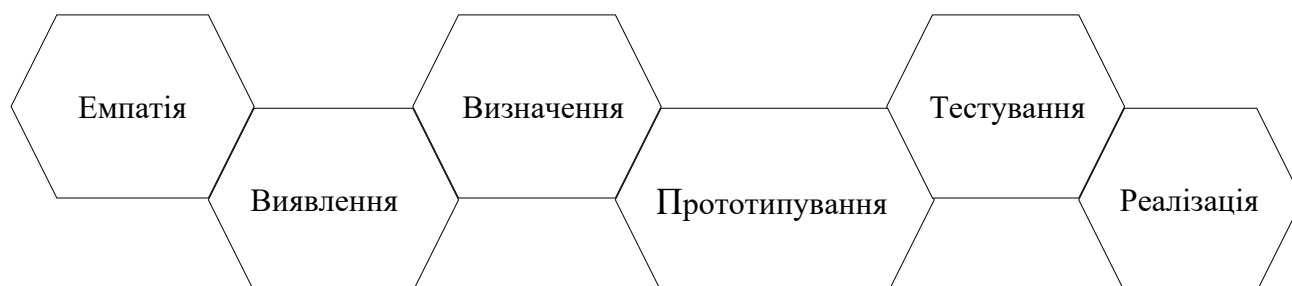 Емпатія
Виявлення
Визначення
Прототипування
Тестування
Реалізація